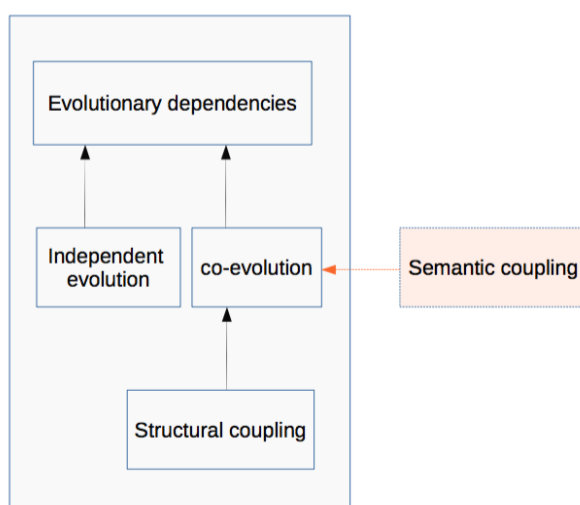 Evolutionary dependencies
Independent
evolution
co-evolution
Semantic coupling
Structural coupling